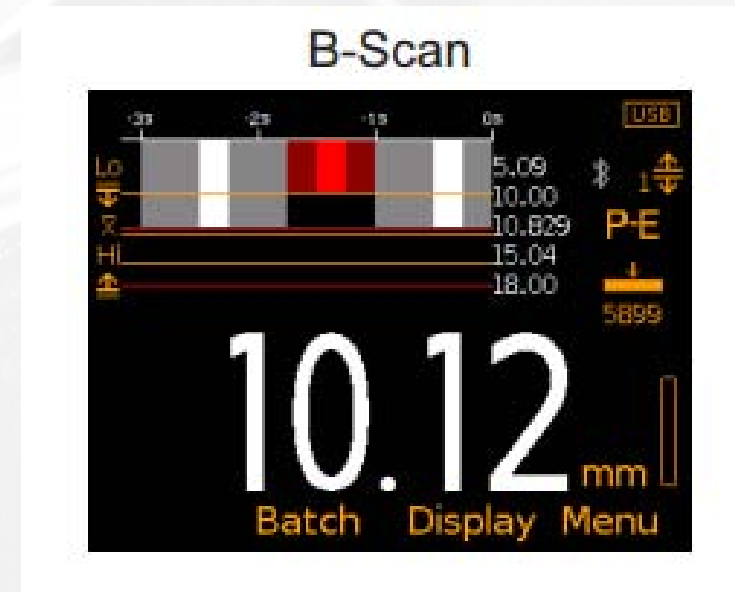 B-Scan
-3s -2s -1s 0s USB
Lo 5.09
10.00 1
x̅ 10.829 P-E
Hi 15.04
18.00
5899
10.12 mm
Batch Display Menu